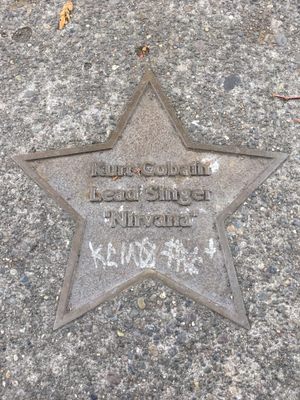 Kurt Cobain
Lead Singer
"Nirvana"